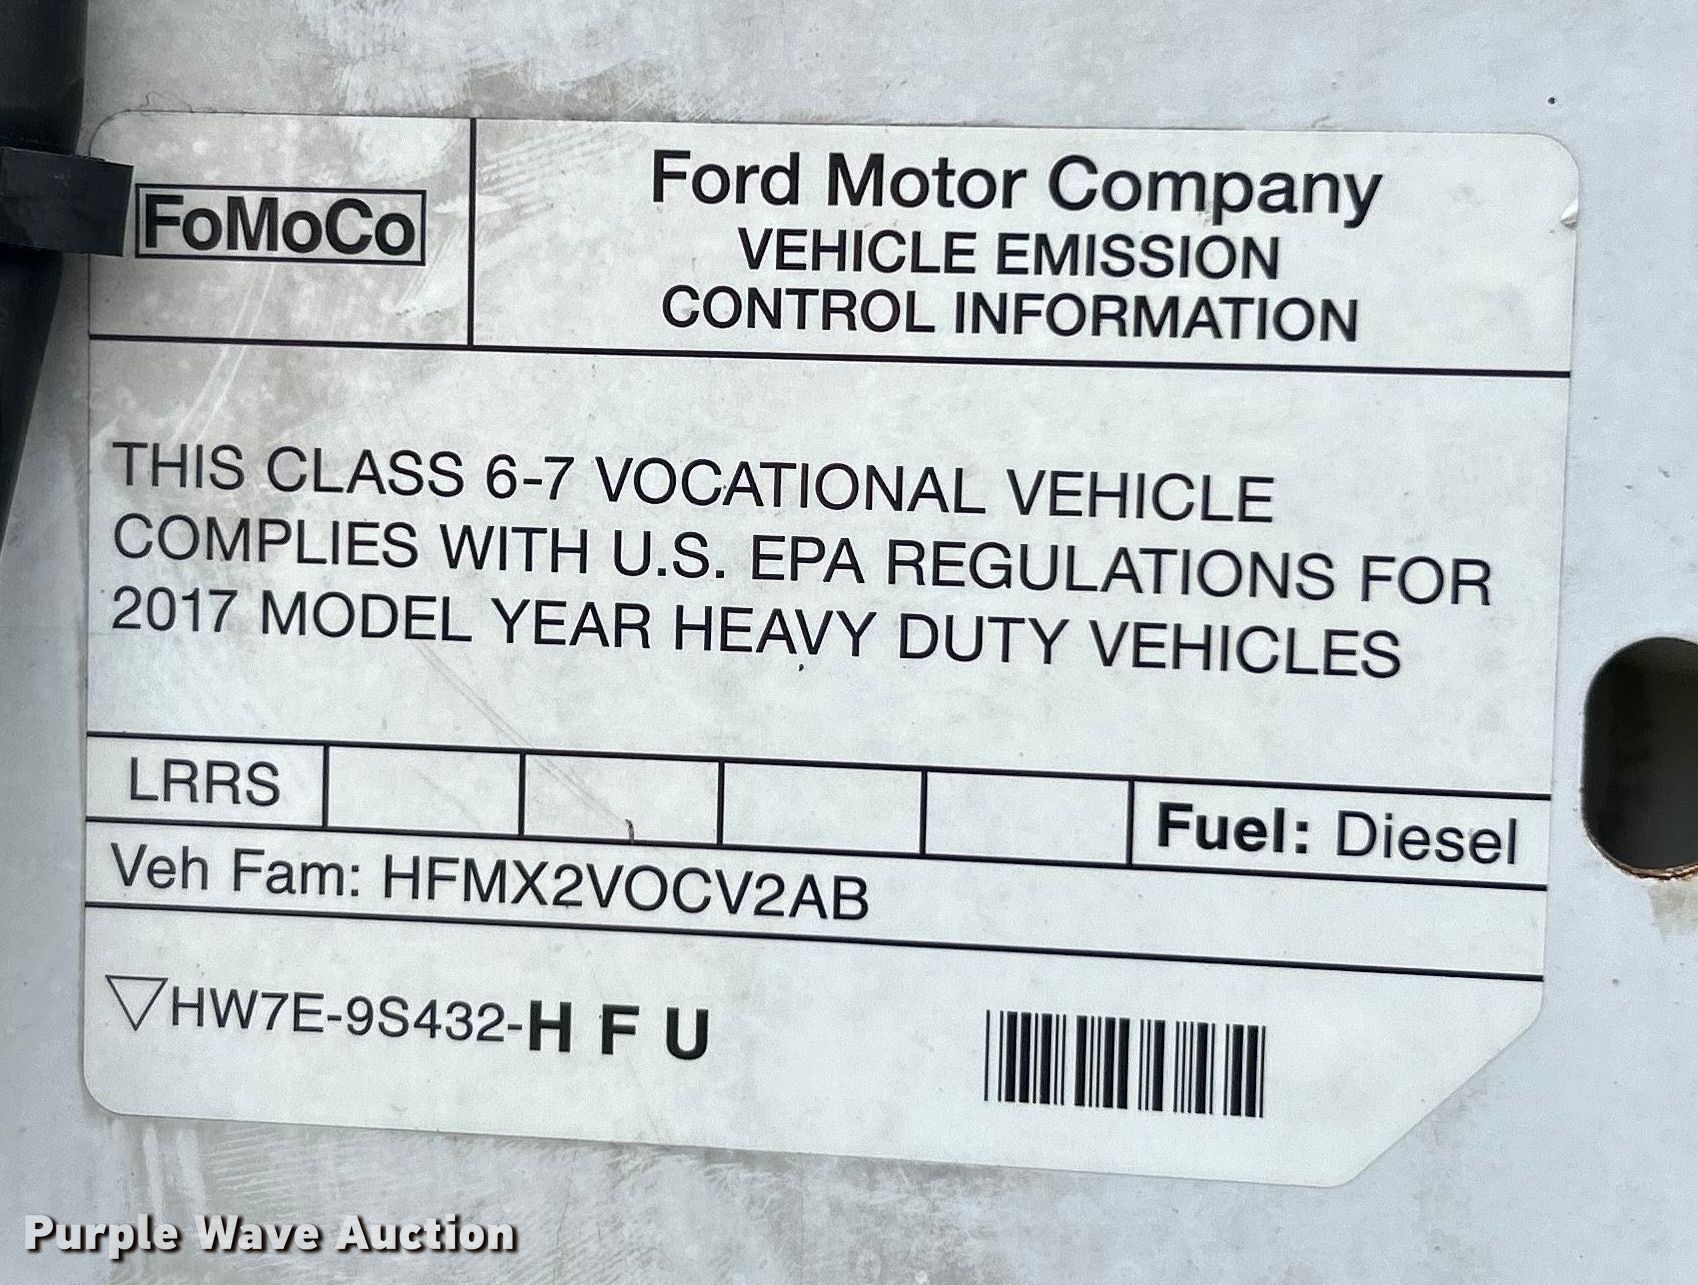 FoMoCo
Ford Motor Company
VEHICLE EMISSION
CONTROL INFORMATION
THIS CLASS 6-7 VOCATIONAL VEHICLE
COMPLIES WITH U.S. EPA REGULATIONS FOR
2017 MODEL YEAR HEAVY DUTY VEHICLES
LRRS
Fuel: Diesel
Veh Fam: HFMX2VOCV2AB
HW7E-9S432-H F U
Purple Wave Auction